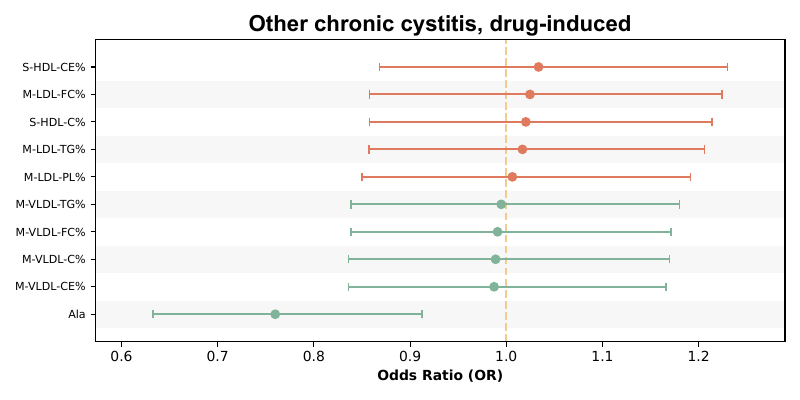 Other chronic cystitis, drug-induced
S-HDL-CE%
M-LDL-FC%
S-HDL-C%
M-LDL-TG%
M-LDL-PL%
M-VLDL-TG%
M-VLDL-FC%
M-VLDL-C%
M-VLDL-CE%
Ala
0.6 0.7 0.8 0.9 1.0 1.1 1.2
Odds Ratio (OR)